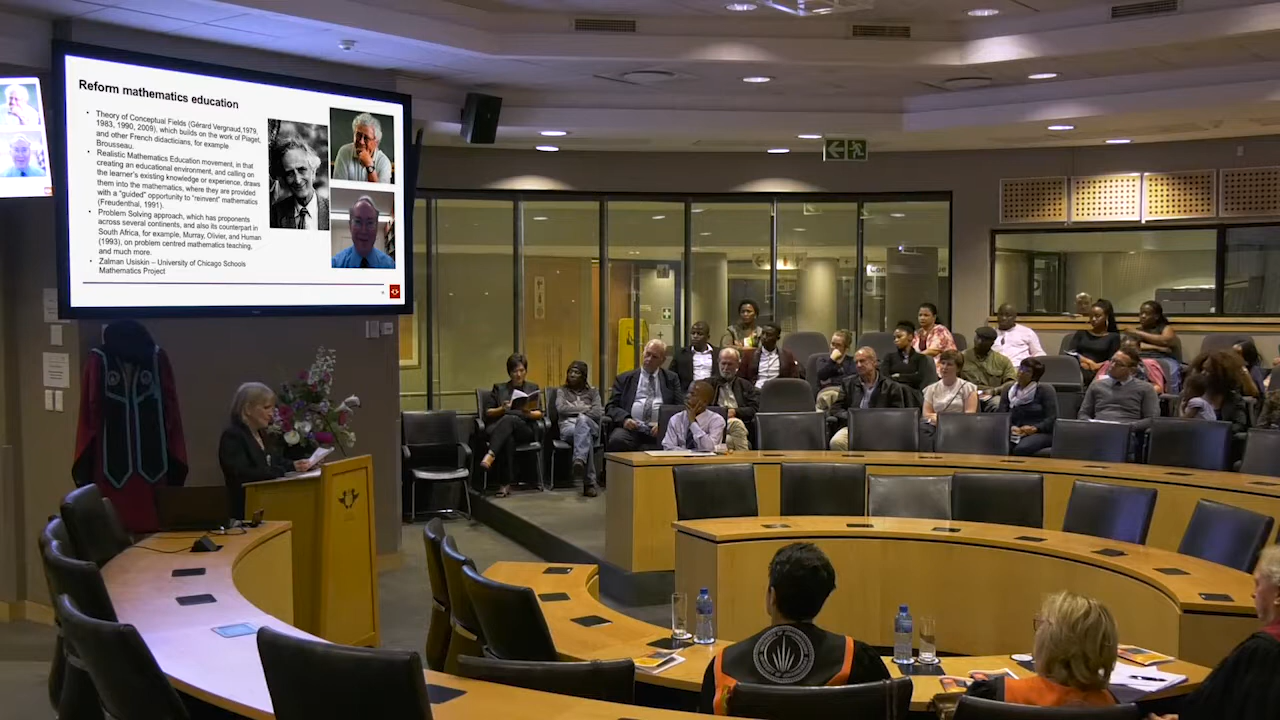 Reform mathematics education
• Theory of Conceptual Fields (Gérard Vergnaud,1979,
1983, 1990, 2009), which builds on the work of Piaget,
and other French didacticians, for example
Brousseau.
• Realistic Mathematics Education movement, in that
creating an educational environment, and calling on
the learner's existing knowledge or experience, draws
them into the mathematics, where they are provided
with a "guided" opportunity to "reinvent" mathematics
(Freudenthal, 1991).
• Problem Solving approach, which has proponents
across several continents, and also its counterpart in
South Africa, for example, Murray, Olivier, and Human
(1993), on problem centred mathematics teaching,
and much more.
• Zalman Usiskin – University of Chicago Schools
Mathematics Project